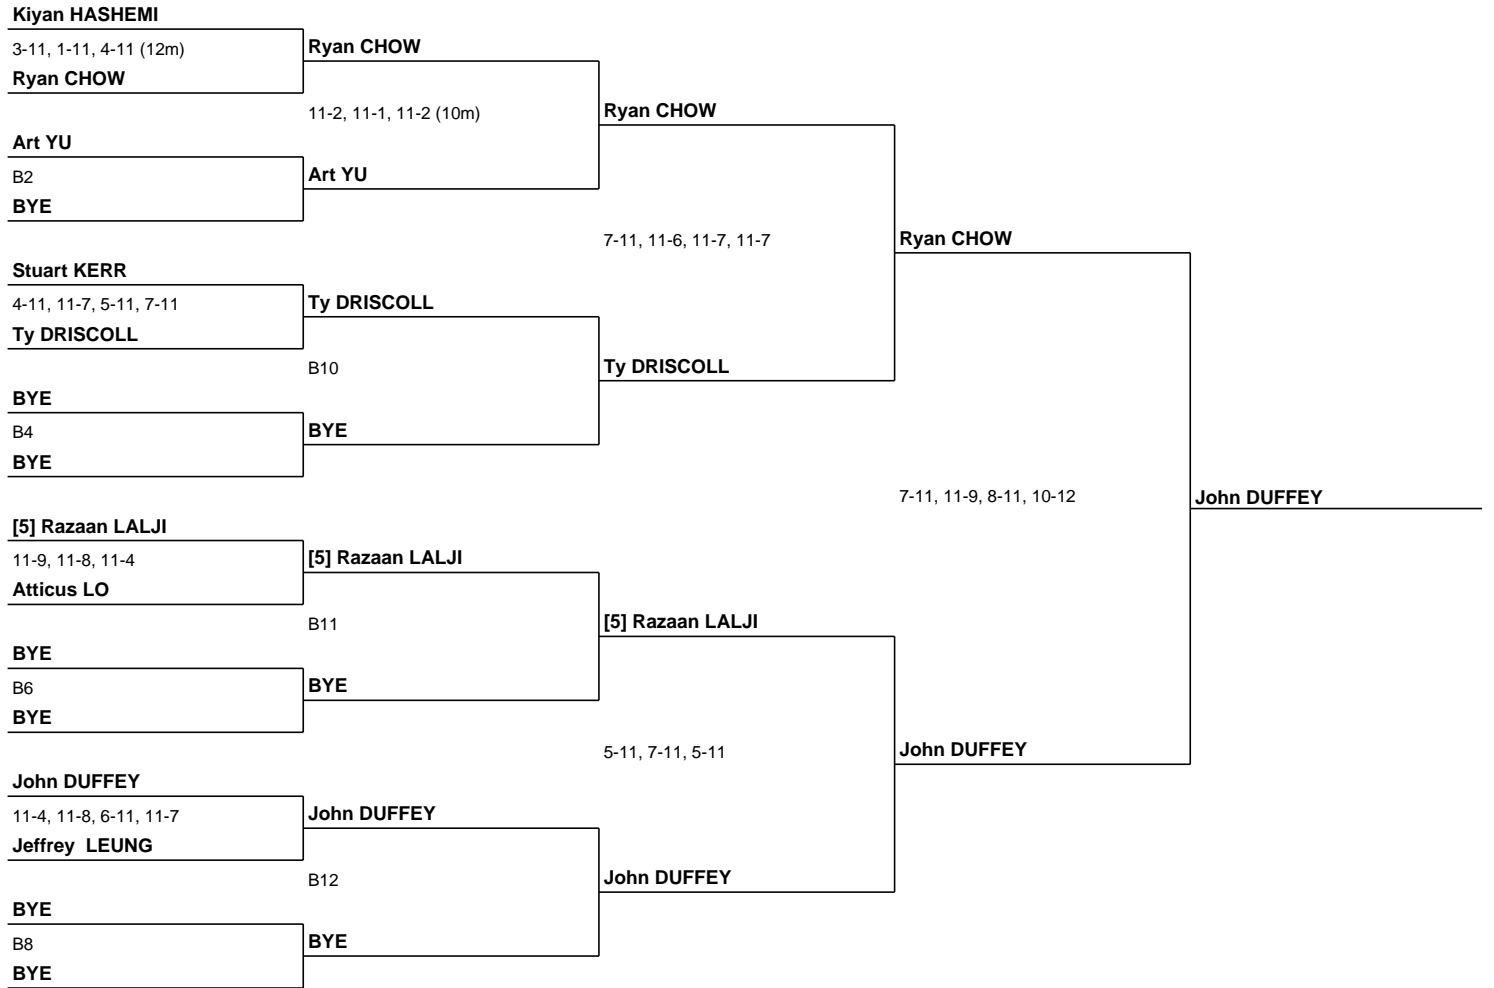 Kiyan HASHEMI
3-11, 1-11, 4-11 (12m)
Ryan CHOW
Art YU
B2
BYE
Stuart KERR
4-11, 11-7, 5-11, 7-11
Ty DRISCOLL
BYE
B4
BYE
[5] Razaan LALJI
11-9, 11-8, 11-4
Atticus LO
BYE
B6
BYE
John DUFFEY
11-4, 11-8, 6-11, 11-7
Jeffrey  LEUNG
BYE
B8
BYE
Ryan CHOW
11-2, 11-1, 11-2 (10m)
Art YU
Ty DRISCOLL
B10
BYE
[5] Razaan LALJI
B11
BYE
John DUFFEY
B12
BYE
Ryan CHOW
7-11, 11-6, 11-7, 11-7
Ty DRISCOLL
[5] Razaan LALJI
5-11, 7-11, 5-11
John DUFFEY
Ryan CHOW
7-11, 11-9, 8-11, 10-12
John DUFFEY
John DUFFEY